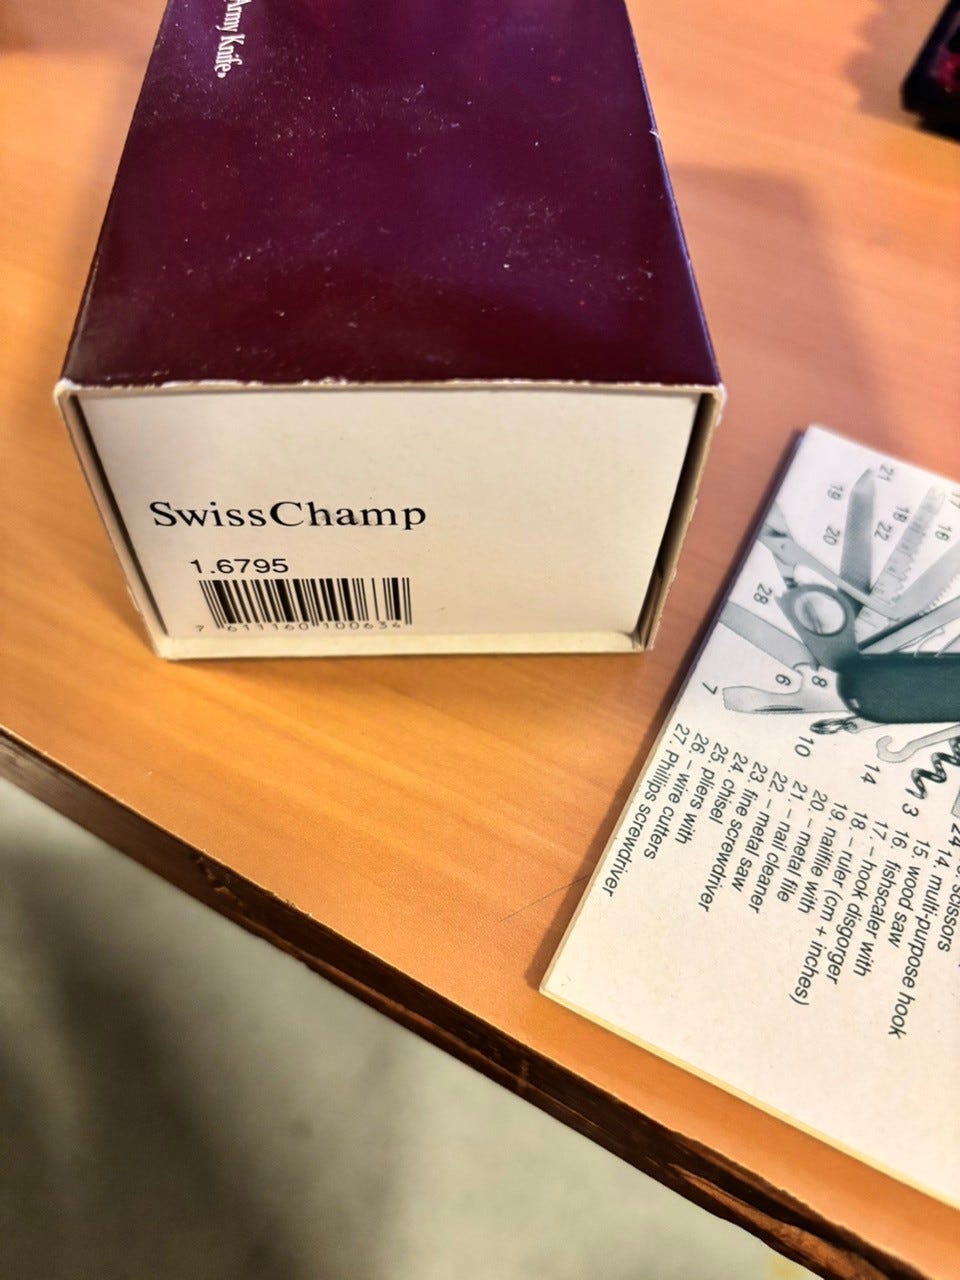 Army Knife®
SwissChamp
1.6795
7 611160 100634
21
19
20
18
22
17
16
28
6
8
7
10
14
3
24
scissors
14. multi-purpose hook
15. wood saw
16. fishscaler with
17. – hook disgorger
18. – ruler (cm + inches)
19. nailfile with
20. – metal file
21. – nail cleaner
22. – metal saw
23. fine screwdriver
24. chisel
25. pliers with
26. – wire cutters
27. Phillips screwdriver